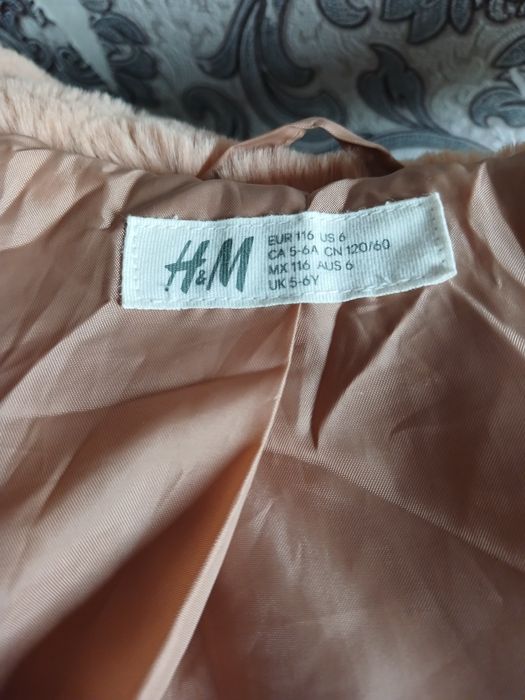 H&M
EUR 116 US 6
CA 5-6A CN 120/60
MX 116 AUS 6
UK 5-6Y